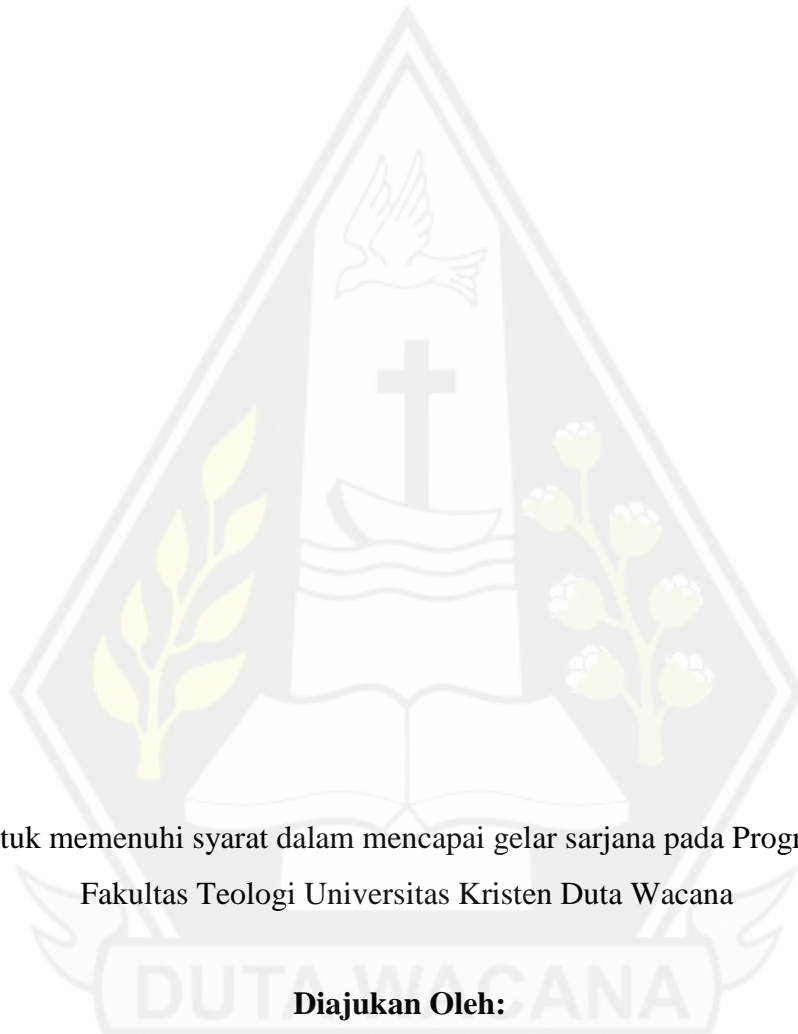 tuk memenuhi syarat dalam mencapai gelar sarjana pada Progr
Fakultas Teologi Universitas Kristen Duta Wacana
DUTA WACANA
Diajukan Oleh: